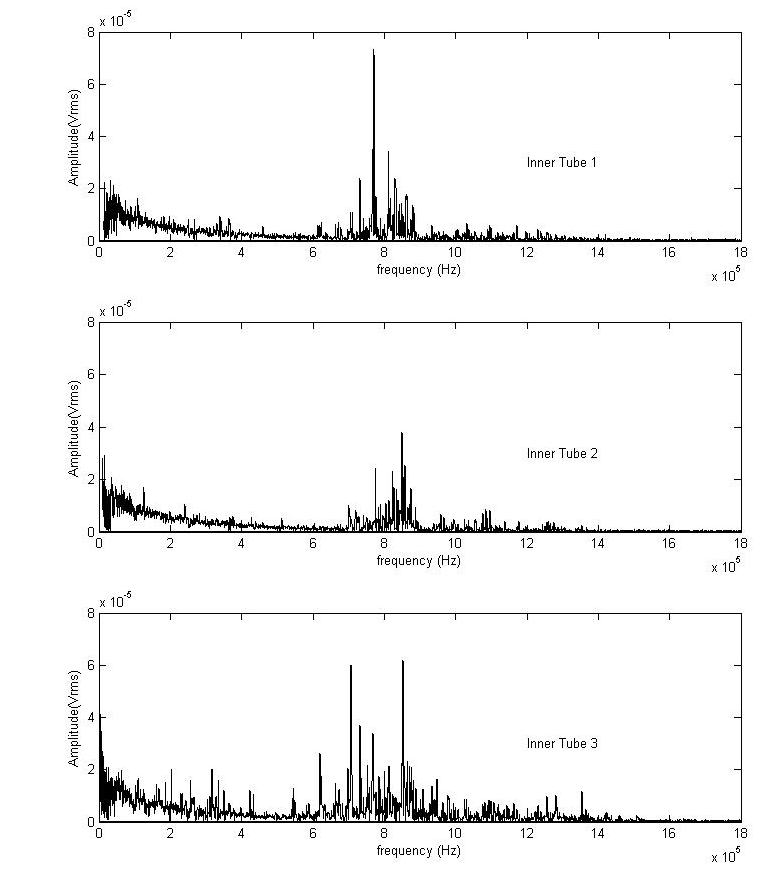 x 10-5
8
6
4
2
0
Amplitude(Vrms)
Inner Tube 1
0 2 4 6 8 10 12 14 16 18
frequency (Hz)
x 105
x 10-5
8
6
4
2
0
Amplitude(Vrms)
Inner Tube 2
0 2 4 6 8 10 12 14 16 18
frequency (Hz)
x 105
x 10-5
8
6
4
2
0
Amplitude(Vrms)
Inner Tube 3
0 2 4 6 8 10 12 14 16 18
frequency (Hz)
x 105